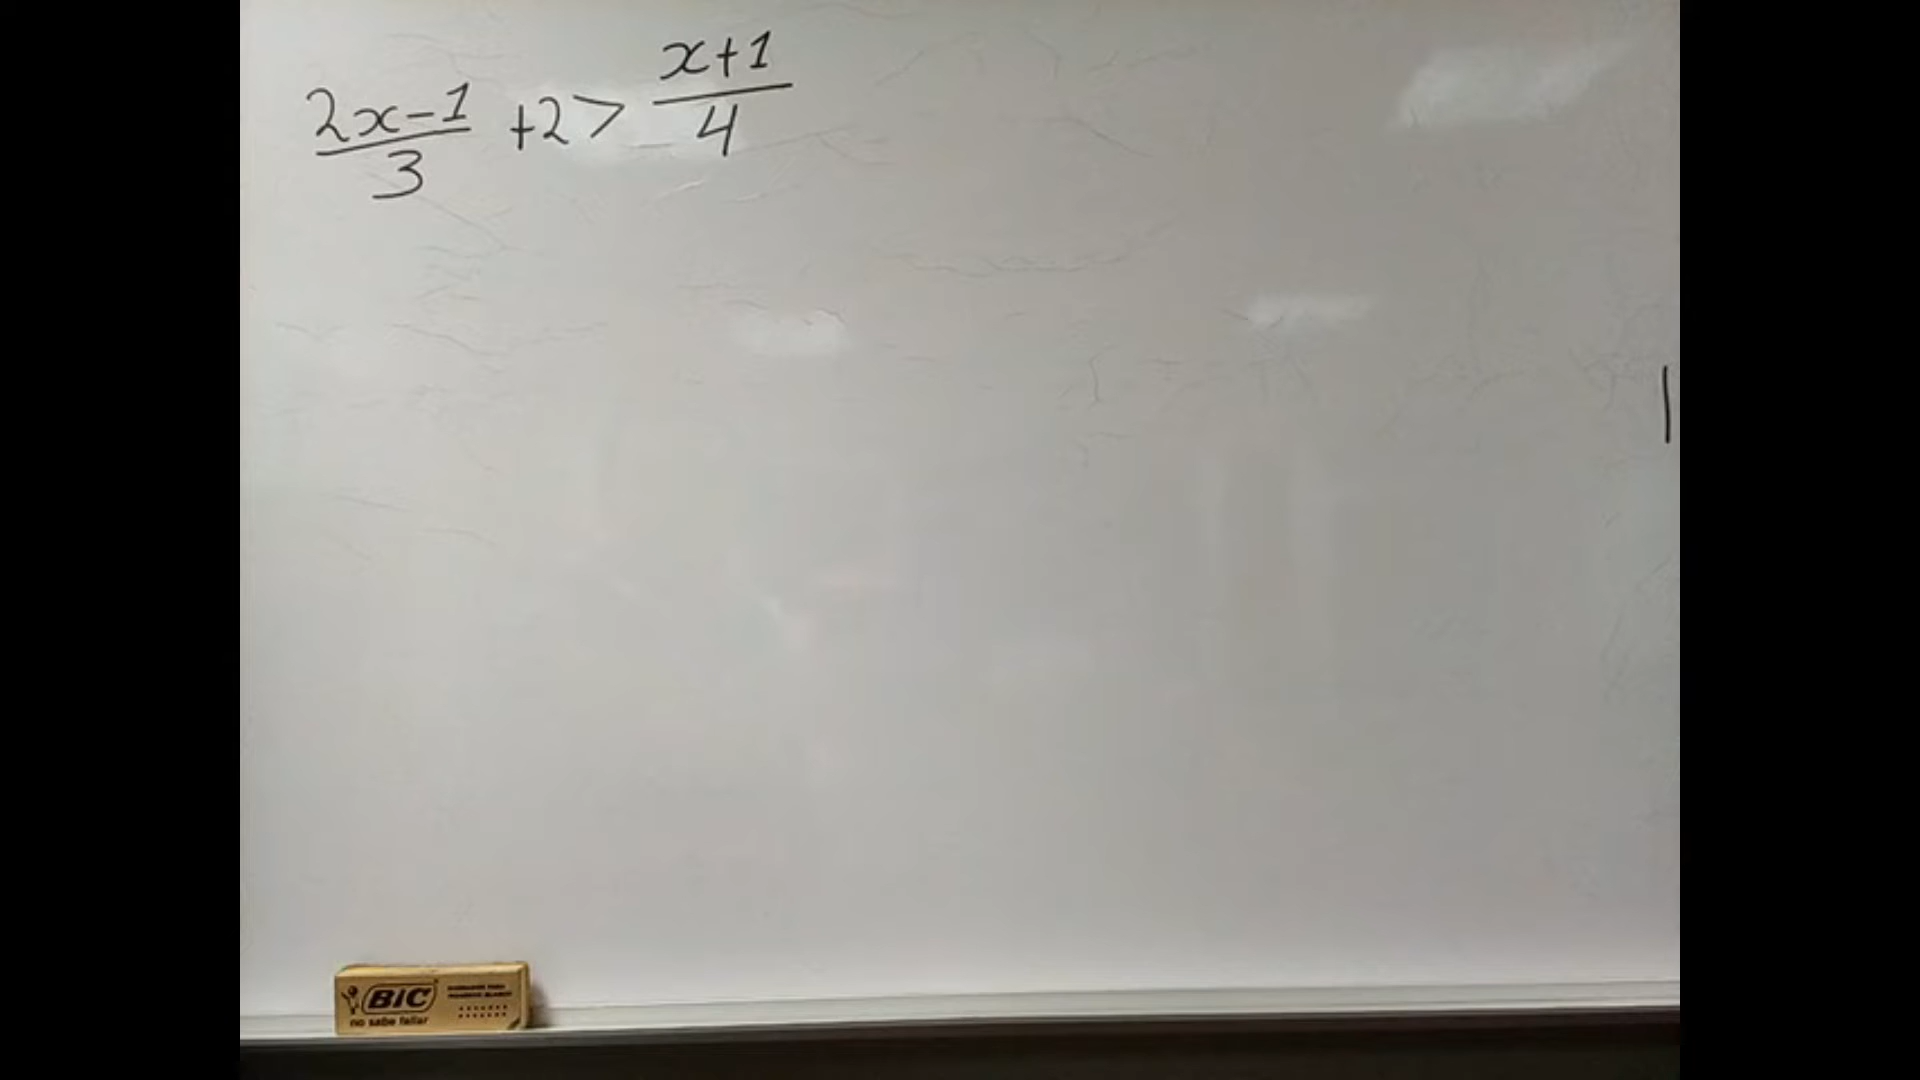 2x-1/3 +2 > x+1/4
BIC
no sabe fallar